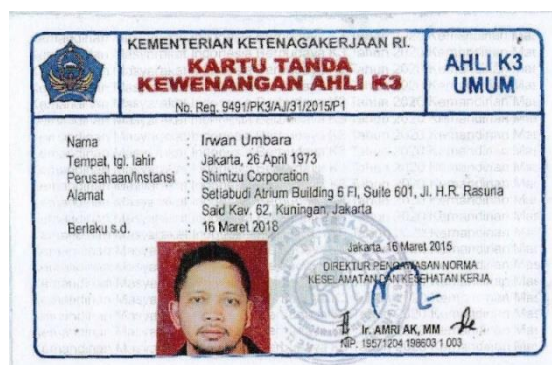 KEMENTERIAN KETENAGAKERJAAN RI.
KARTU TANDA
KEWENANGAN AHLI K3
AHLI K3
UMUM
No. Reg. 9491/PK3/AJ/31/2015/P1
Nama : Irwan Umbara
Tempat, tgl. lahir : Jakarta, 26 April 1973
Perusahaan/Instansi : Shimizu Corporation
Alamat : Setiabudi Atrium Building 6 Fl, Suite 601, Jl. H.R. Rasuna
Said Kav. 62, Kuningan, Jakarta
Berlaku s.d. : 16 Maret 2018
Jakarta, 16 Maret 2015
DIREKTUR PENGAWASAN NORMA
KESELAMATAN DAN KESEHATAN KERJA,
Ir. AMRI AK, MM
NIP. 19571204 198603 1 003